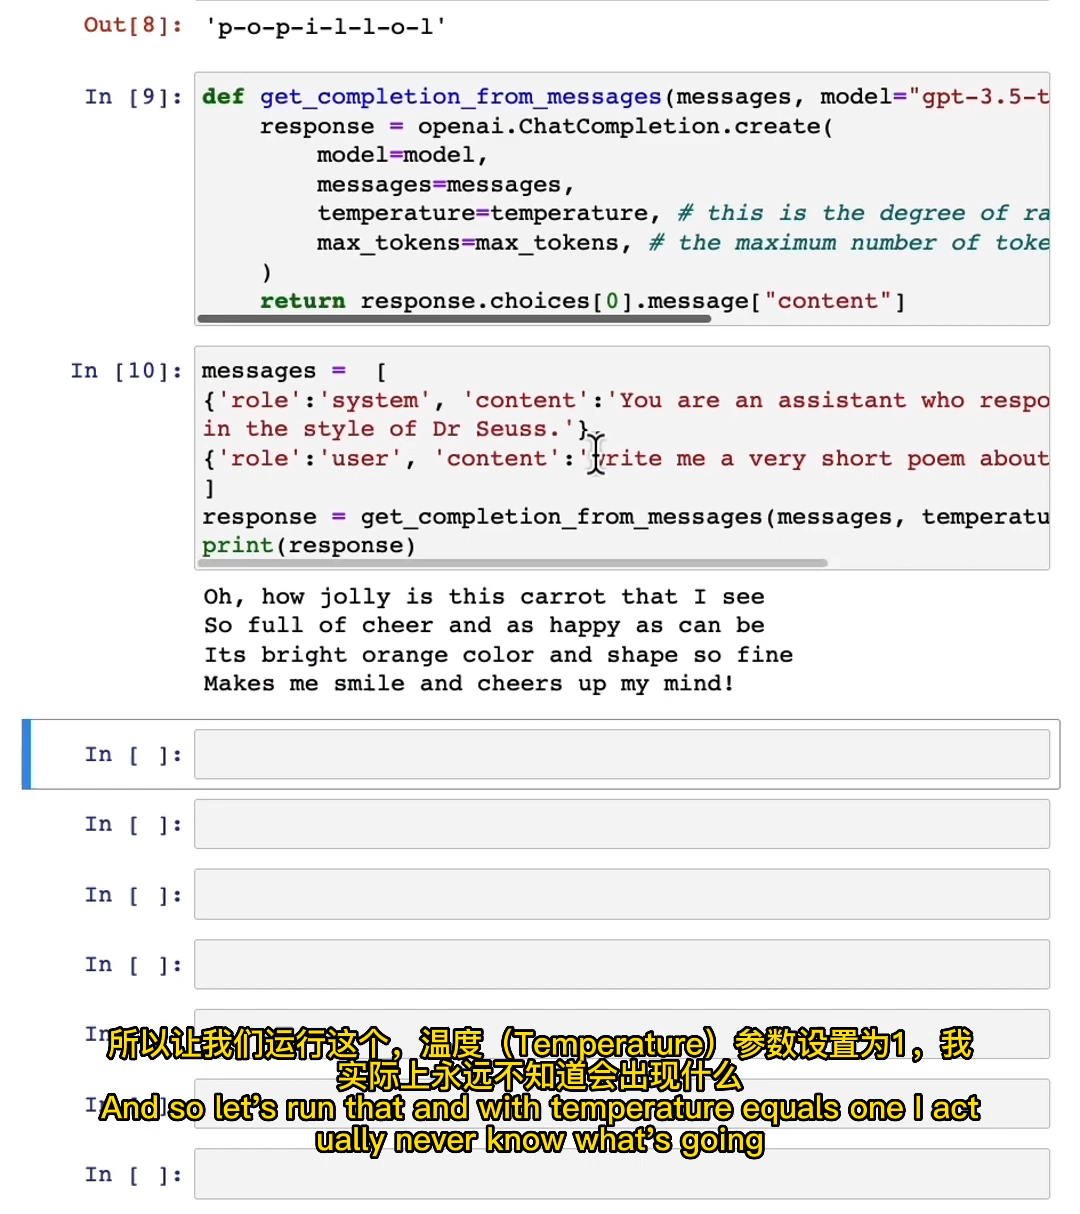 Out[8]: 'p-o-p-i-l-l-o-l'
In [9]: def get_completion_from_messages(messages, model="gpt-3.5-t
response = openai.ChatCompletion.create(
model=model,
messages=messages,
temperature=temperature, # this is the degree of ra
max_tokens=max_tokens, # the maximum number of toke
)
return response.choices[0].message["content"]
In [10]: messages = [
{'role':'system', 'content':'You are an assistant who respo
in the style of Dr Seuss.'},
{'role':'user', 'content':'write me a very short poem about
]
response = get_completion_from_messages(messages, temperatu
print(response)
Oh, how jolly is this carrot that I see
So full of cheer and as happy as can be
Its bright orange color and shape so fine
Makes me smile and cheers up my mind!
In [ ]:
In [ ]:
In [ ]:
In [ ]:
In
所以让我们运行这个，温度（Temperature）参数设置为1，我
实际上永远不知道会出现什么
And so let's run that and with temperature equals one I act
ually never know what's going
In [ ]: